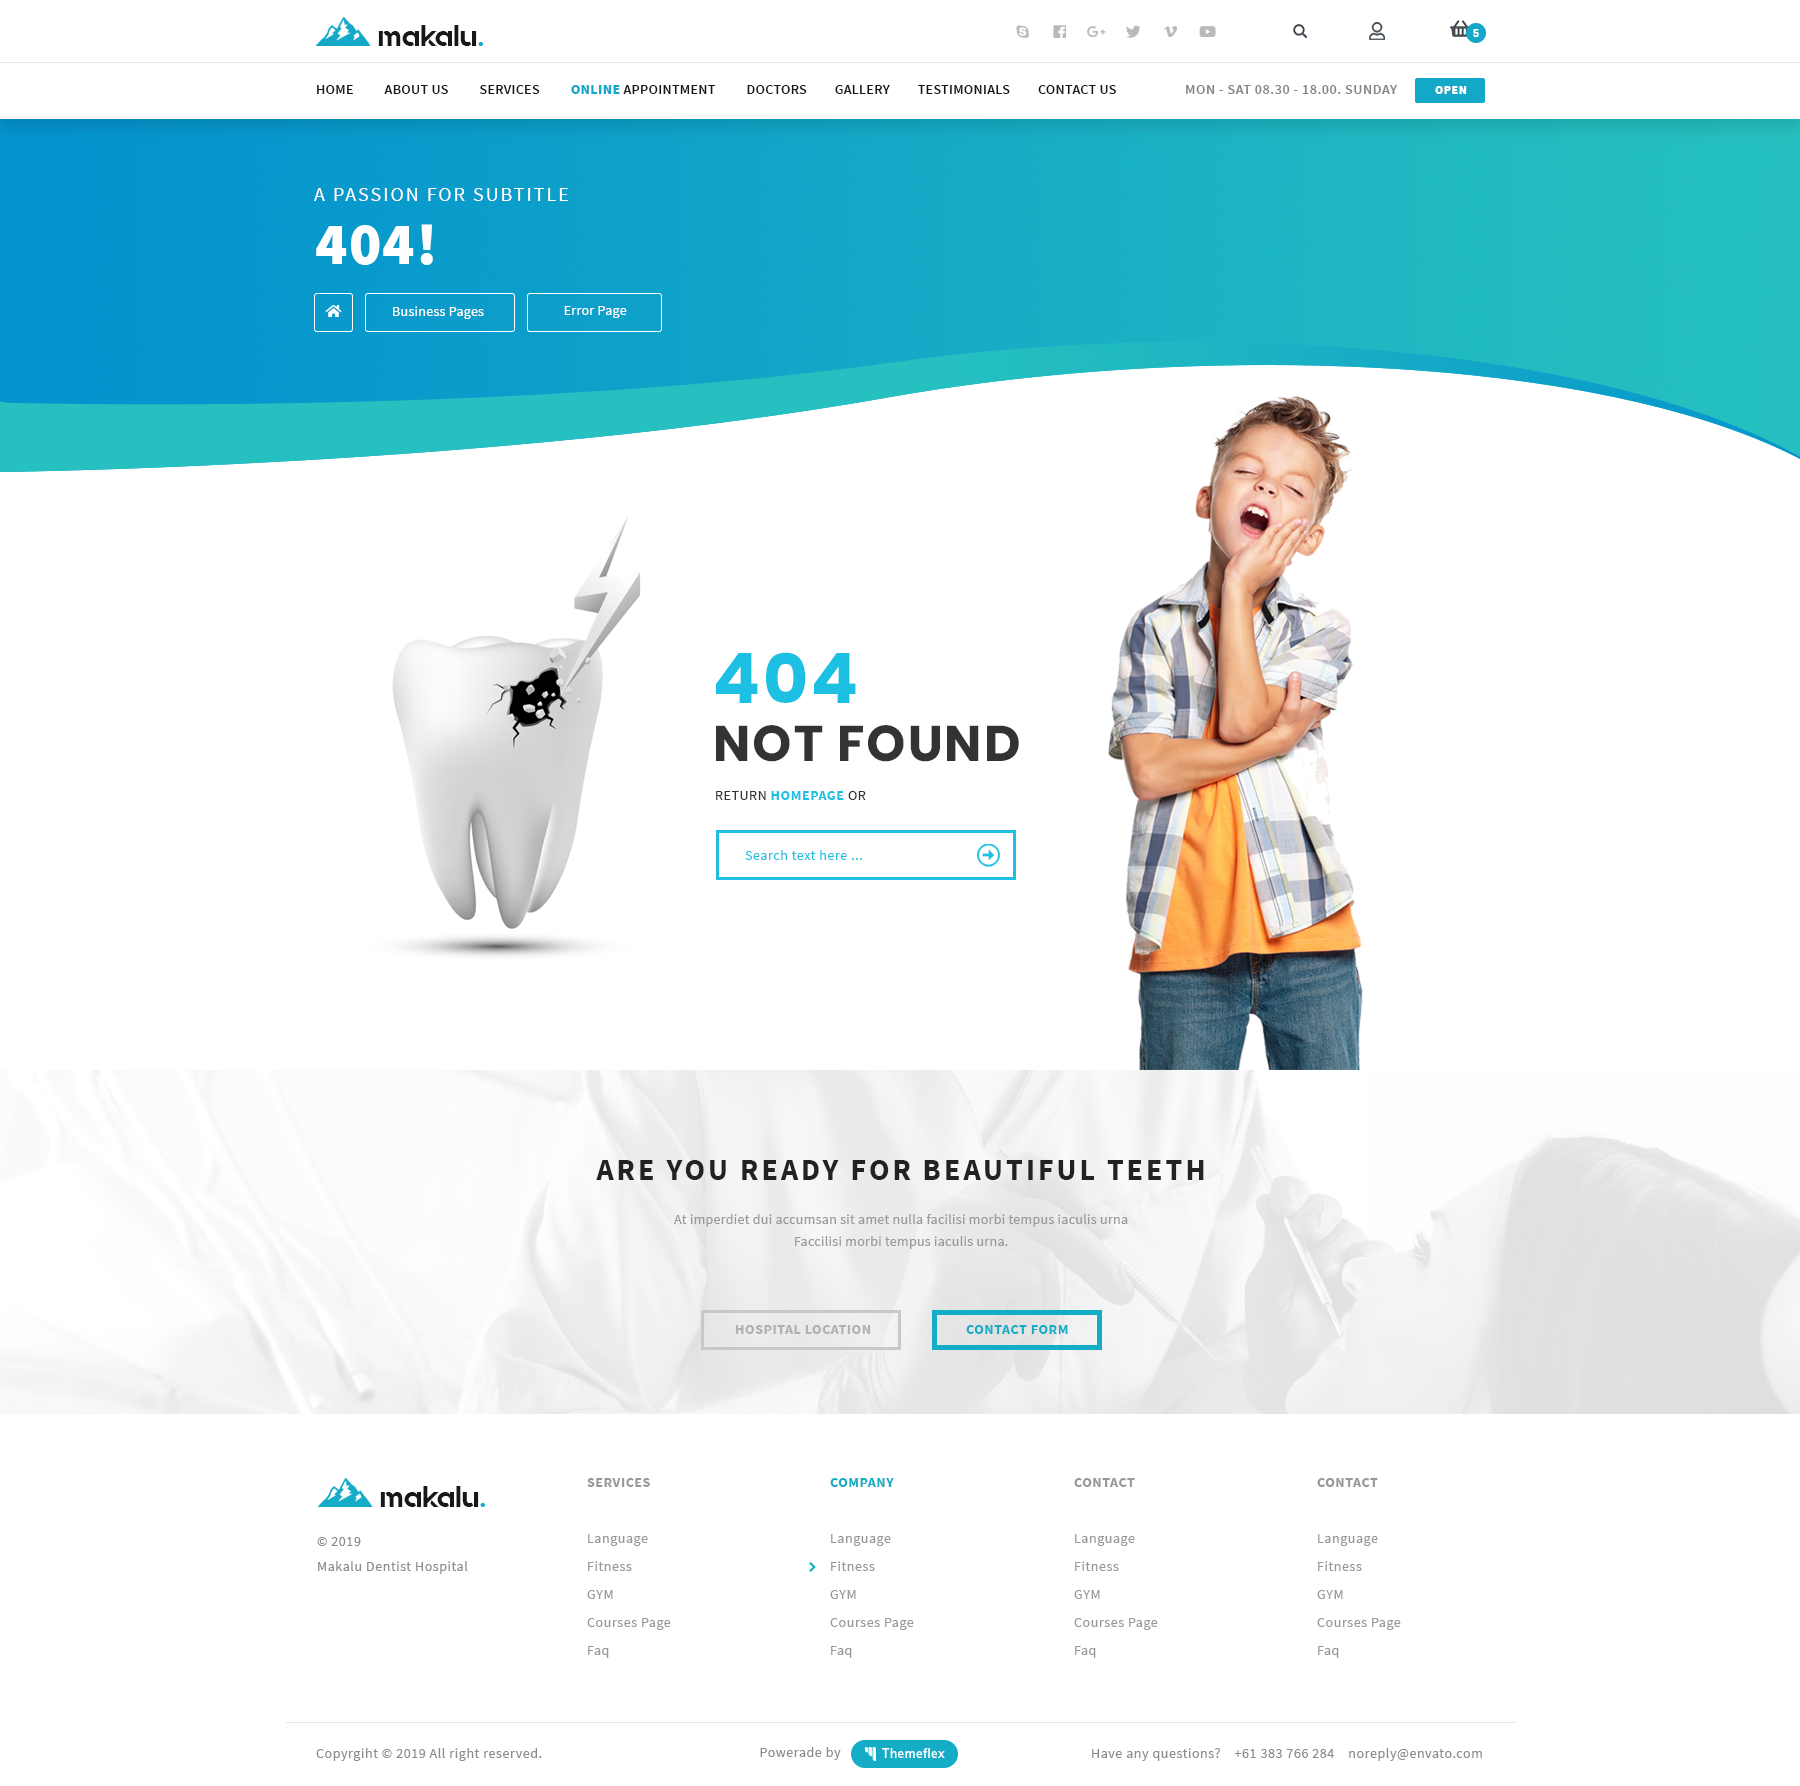 makalu.
5
HOME ABOUT US SERVICES ONLINE APPOINTMENT DOCTORS GALLERY TESTIMONIALS CONTACT US MON - SAT 08.30 - 18.00. SUNDAY OPEN
A PASSION FOR SUBTITLE
404!
Business Pages Error Page
404
NOT FOUND
RETURN HOMEPAGE OR
Search text here ...
ARE YOU READY FOR BEAUTIFUL TEETH
At imperdiet dui accumsan sit amet nulla facilisi morbi tempus iaculis urna
Faccilisi morbi tempus iaculis urna.
HOSPITAL LOCATION CONTACT FORM
makalu.
© 2019
Makalu Dentist Hospital
SERVICES
Language
Fitness
GYM
Courses Page
Faq
COMPANY
Language
Fitness
GYM
Courses Page
Faq
CONTACT
Language
Fitness
GYM
Courses Page
Faq
CONTACT
Language
Fitness
GYM
Courses Page
Faq
Copyrgiht © 2019 All right reserved. Powerade by Themeflex Have any questions? +61 383 766 284 noreply@envato.com